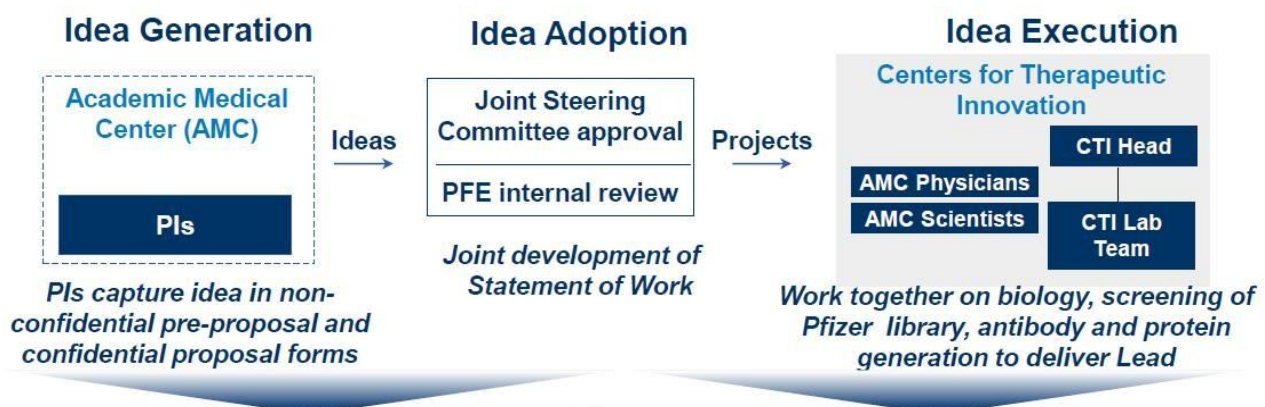 Idea Generation
Academic Medical
Center (AMC)
PIs
PIs capture idea in non-
confidential pre-proposal and
confidential proposal forms
Ideas
Idea Adoption
Joint Steering
Committee approval
PFE internal review
Joint development of
Statement of Work
Projects
Idea Execution
Centers for Therapeutic
Innovation
CTI Head
AMC Physicians
AMC Scientists
CTI Lab
Team
Work together on biology, screening of
Pfizer library, antibody and protein
generation to deliver Lead